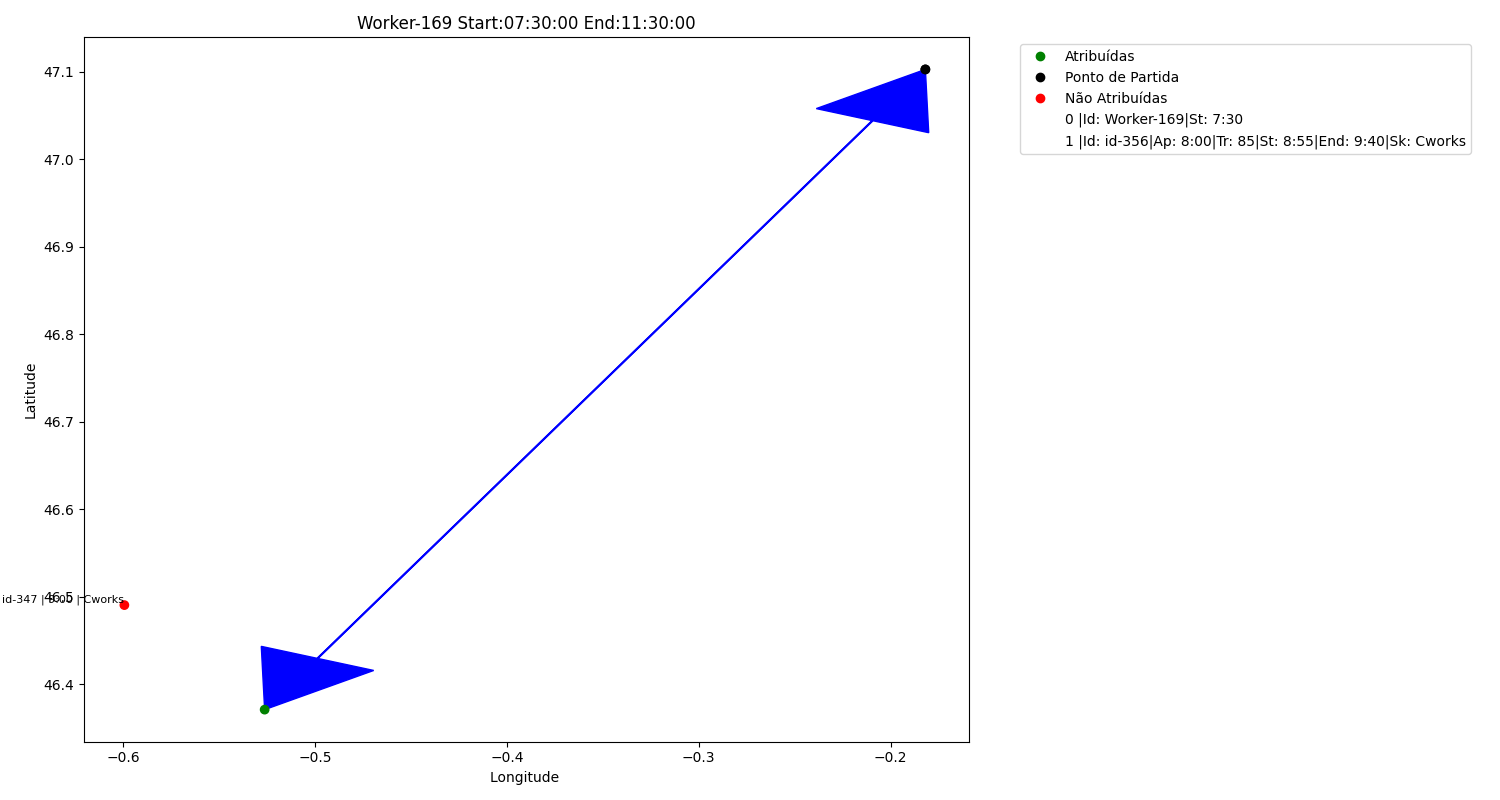 Worker-169 Start:07:30:00 End:11:30:00
47.1
47.0
46.9
46.8
46.7
46.6
46.5
46.4
Latitude
−0.6
−0.5
−0.4
−0.3
−0.2
Longitude
id-347 | | Cworks
Atribuídas
Ponto de Partida
Não Atribuídas
0 |Id: Worker-169|St: 7:30
1 |Id: id-356|Ap: 8:00|Tr: 85|St: 8:55|End: 9:40|Sk: Cworks